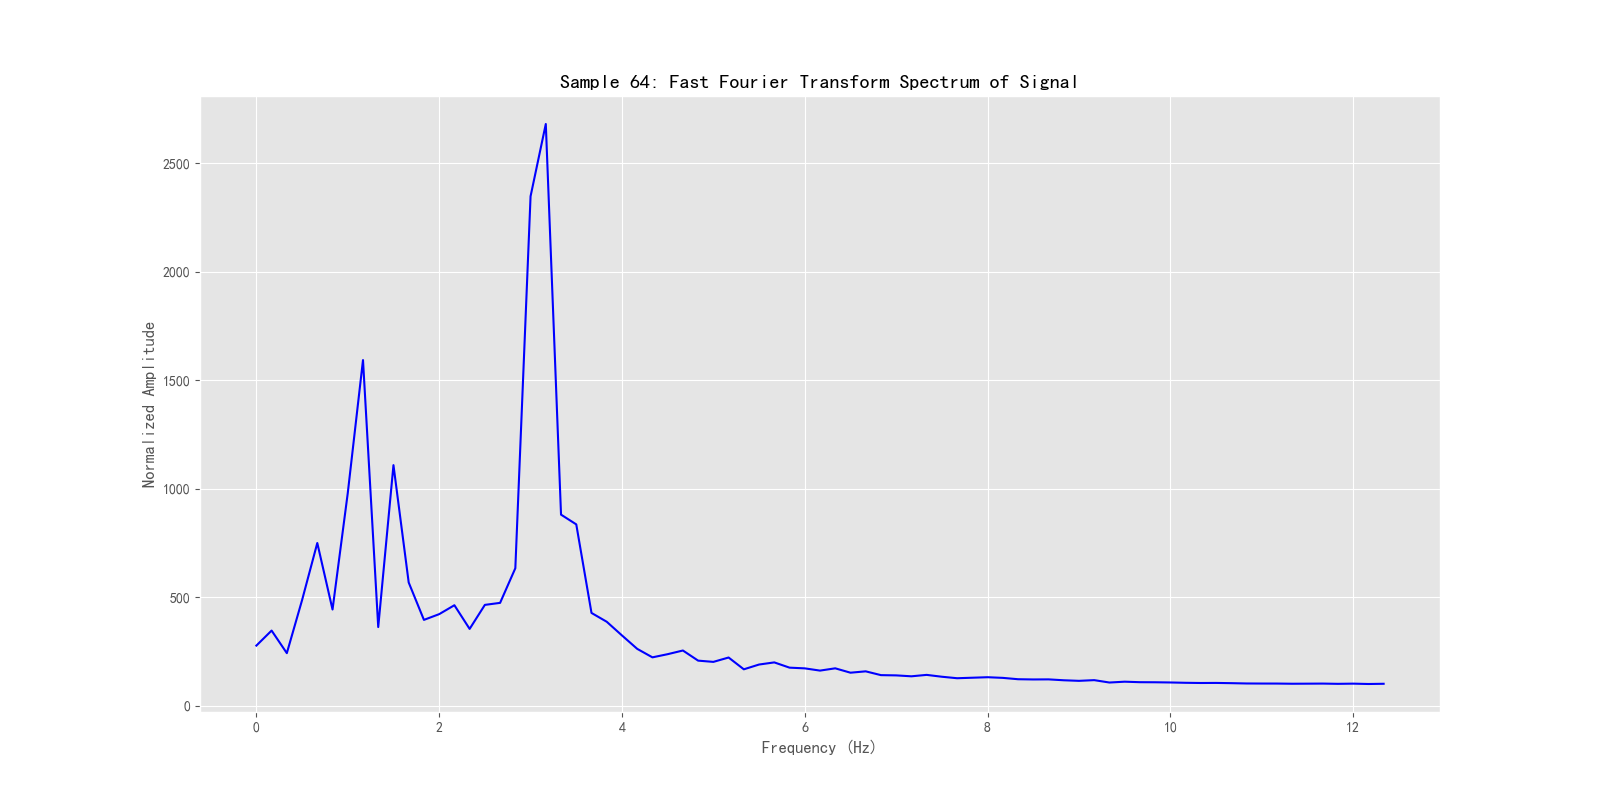 Sample 64: Fast Fourier Transform Spectrum of Signal
2500
2000
1500
1000
500
0
Normalized Amplitude
0 2 4 6 8 10 12
Frequency (Hz)